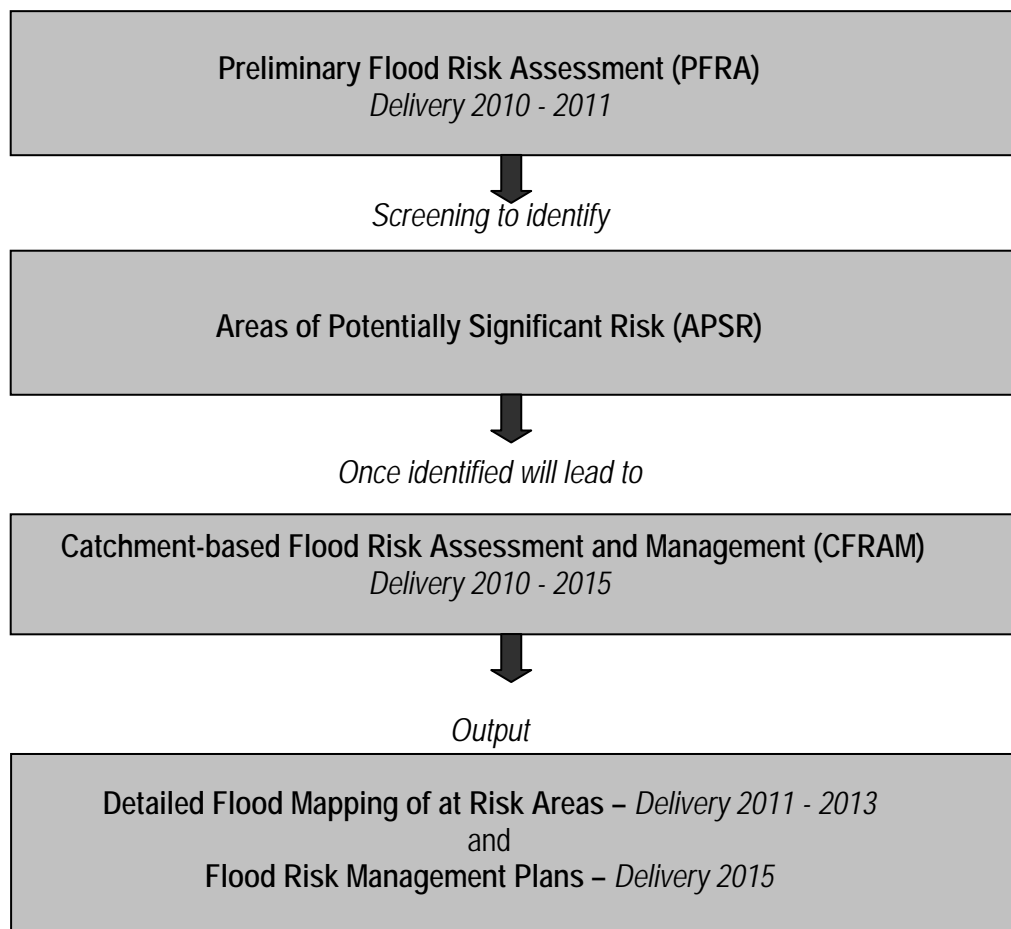 Preliminary Flood Risk Assessment (PFRA)
Delivery 2010 - 2011
Screening to identify
Areas of Potentially Significant Risk (APSR)
Once identified will lead to
Catchment-based Flood Risk Assessment and Management (CFRAM)
Delivery 2010 - 2015
Output
Detailed Flood Mapping of at Risk Areas – Delivery 2011 - 2013
and
Flood Risk Management Plans – Delivery 2015